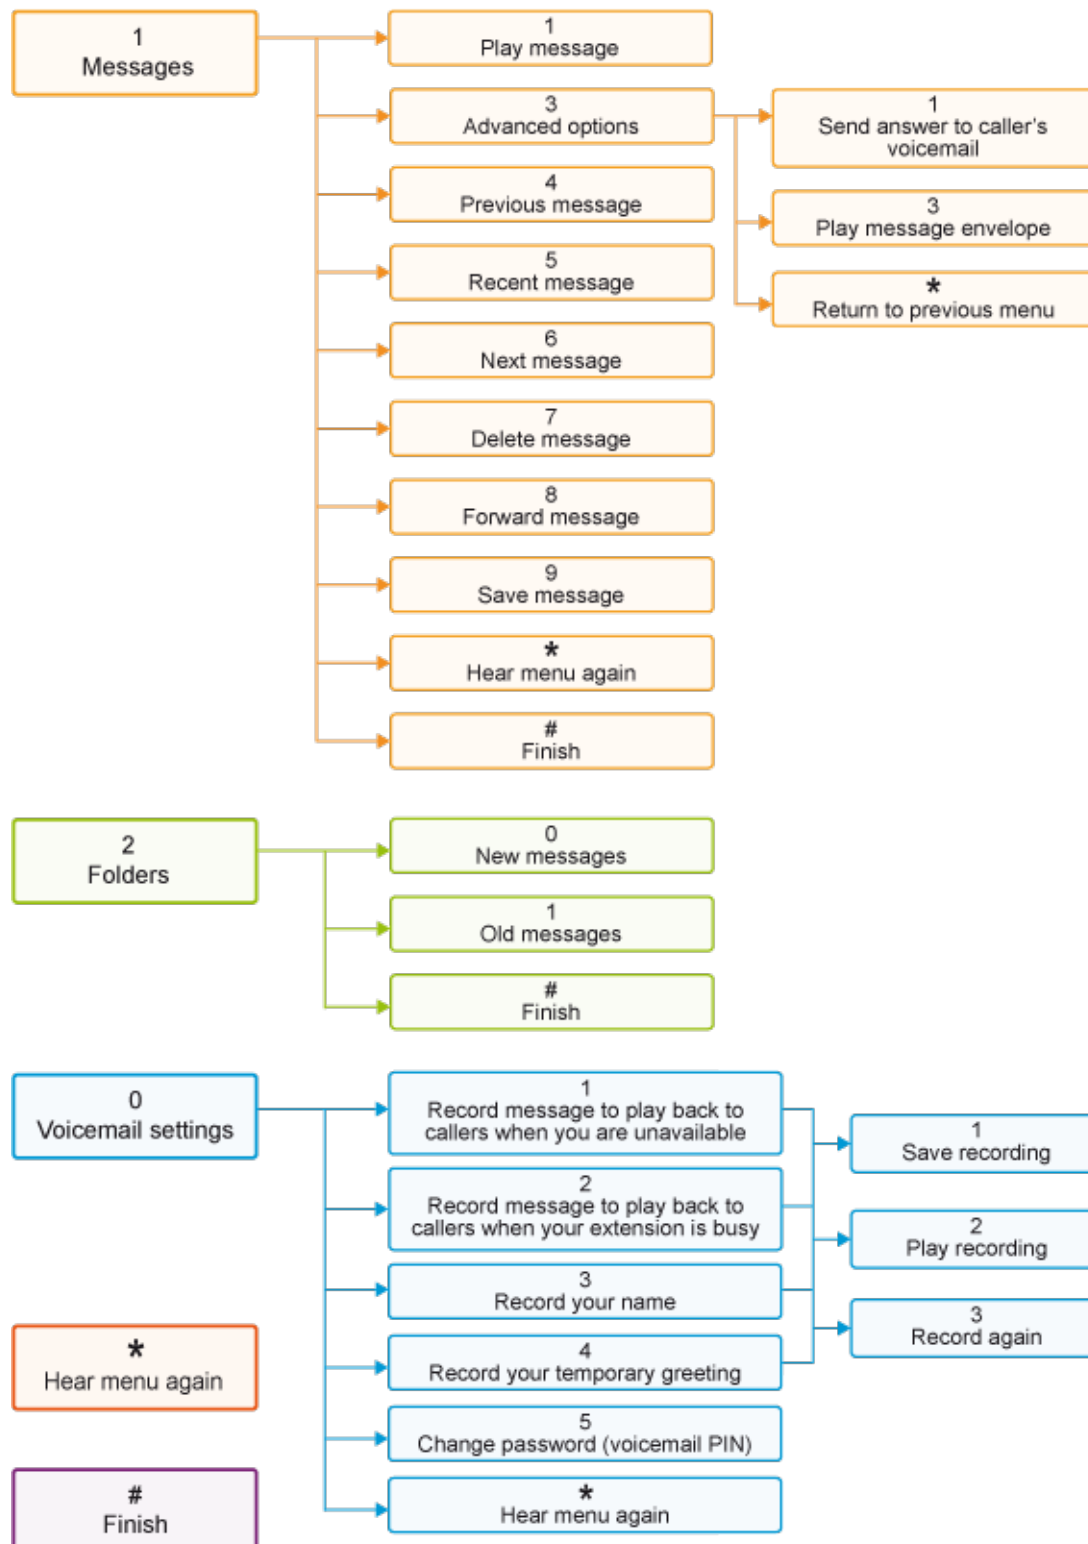 1
Messages
1
Play message
3
Advanced options
1
Send answer to caller's
voicemail
3
Play message envelope
*
Return to previous menu
4
Previous message
5
Recent message
6
Next message
7
Delete message
8
Forward message
9
Save message
*
Hear menu again
#
Finish
2
Folders
0
New messages
1
Old messages
#
Finish
0
Voicemail settings
1
Record message to play back to
callers when you are unavailable
2
Record message to play back to
callers when your extension is busy
3
Record your name
4
Record your temporary greeting
5
Change password (voicemail PIN)
*
Hear menu again
1
Save recording
2
Play recording
3
Record again
*
Hear menu again
#
Finish